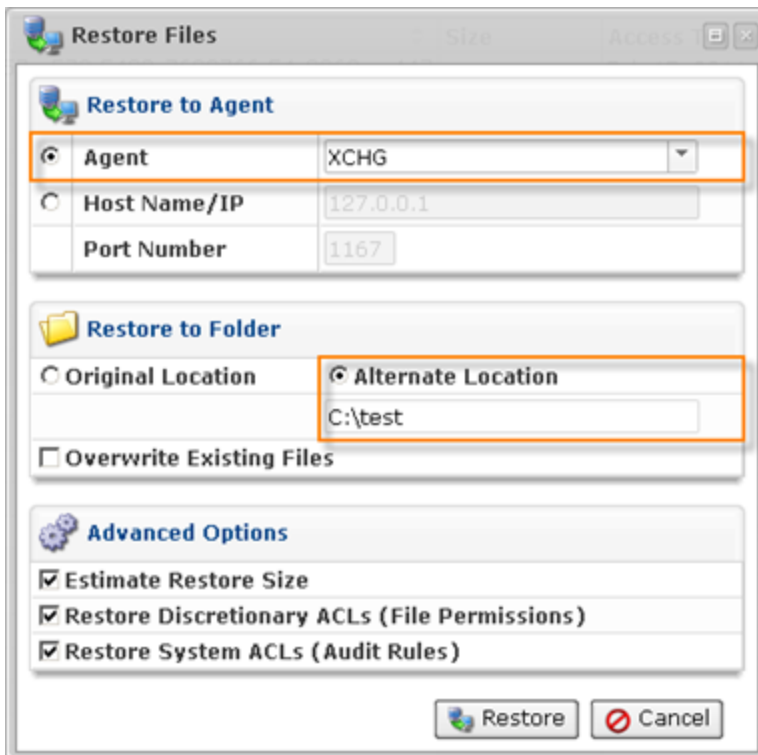 Restore Files
Size Access T
Restore to Agent
Agent XCHG
Host Name/IP 127.0.0.1
Port Number 1167
Restore to Folder
Original Location Alternate Location
C:\test
Overwrite Existing Files
Advanced Options
Estimate Restore Size
Restore Discretionary ACLs (File Permissions)
Restore System ACLs (Audit Rules)
Restore Cancel